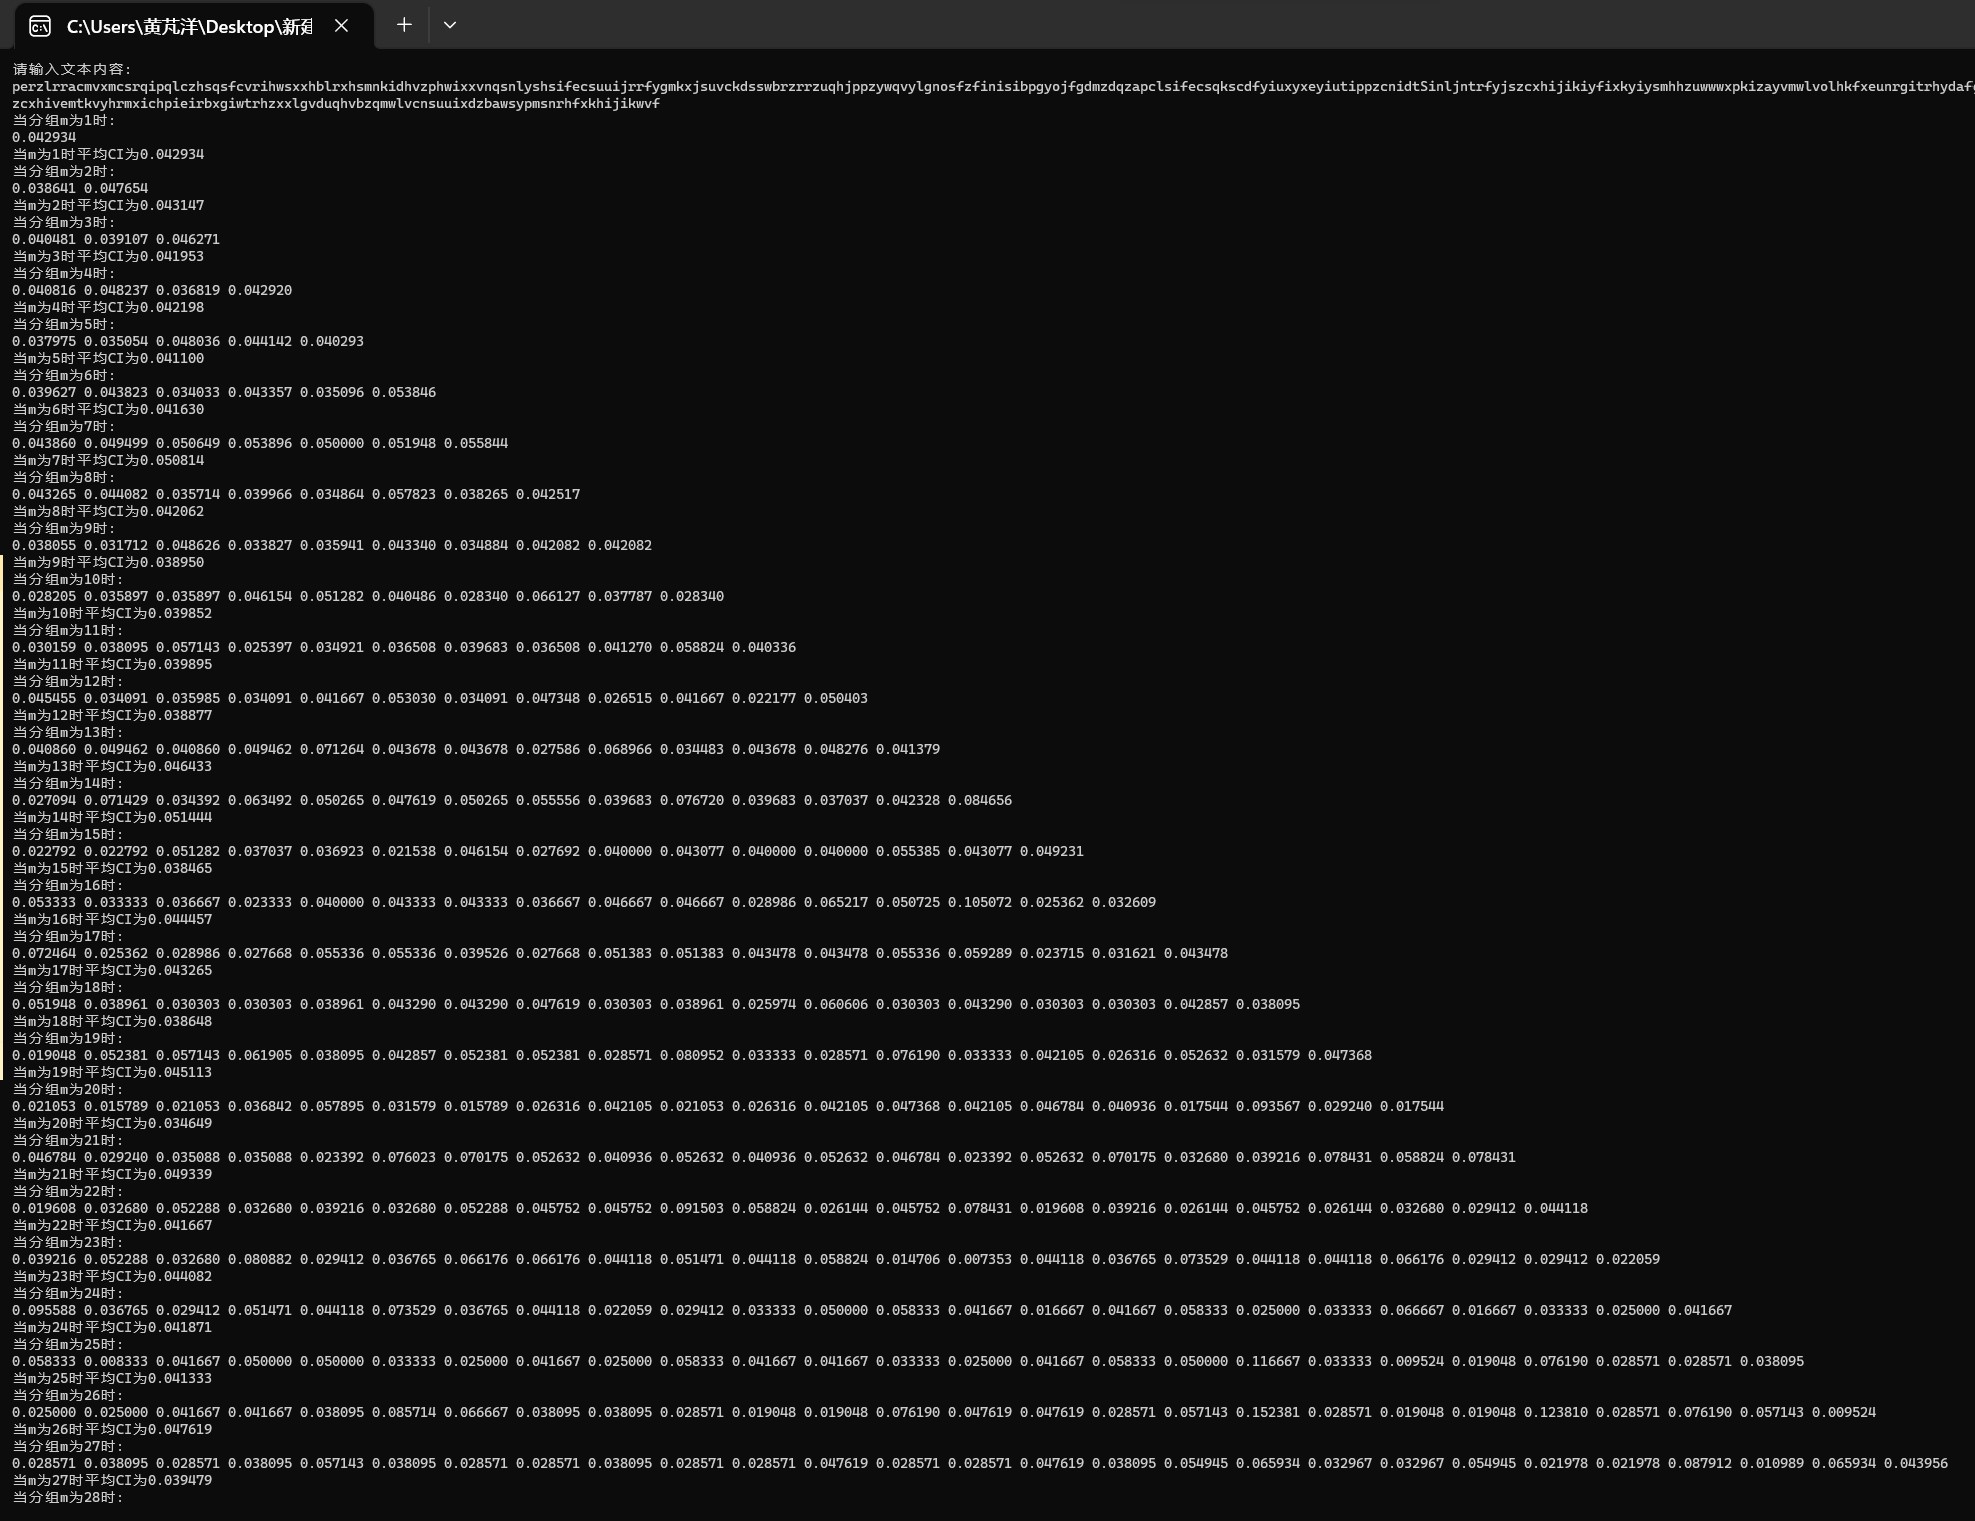 C:\Users\黄芃洋\Desktop\新建
请输入文本内容:
perzlrracmvxmcsrqipqlczhsqsfcvrihwsxxhblrxhsmnkidhvzphwixxvnqsnlyshsifecsuuijrrfygmkxjsuvckdsswbrzrrzuqhjppzywqvylgnosfzfinisibpgyojfgdmzdqzapclsifecsqkscdfyiuxyxeyiutippzcnidtSinljntrfyjszcxhijikiyfixkyiysmhhzuwwwxpkizayvmwlvolhkfxeunrgitrhydaf
zcxhivemtkvyhrmxichpieirbxgiwtrhzxxlgvduqhvbzqmwlvcnsuuixdzbawsypmsnrhfxkhijikwvf
当分组m为1时:
0.042934
当m为1时平均CI为0.042934
当分组m为2时:
0.038641 0.047654
当m为2时平均CI为0.043147
当分组m为3时:
0.040481 0.039107 0.046271
当m为3时平均CI为0.041953
当分组m为4时:
0.040816 0.048237 0.036819 0.042920
当m为4时平均CI为0.042198
当分组m为5时:
0.037975 0.035054 0.048036 0.044142 0.040293
当m为5时平均CI为0.041100
当分组m为6时:
0.039627 0.043823 0.034033 0.043357 0.035096 0.053846
当m为6时平均CI为0.041630
当分组m为7时:
0.043860 0.049499 0.050649 0.053896 0.050000 0.051948 0.055844
当m为7时平均CI为0.050814
当分组m为8时:
0.043265 0.044082 0.035714 0.039966 0.034864 0.057823 0.038265 0.042517
当m为8时平均CI为0.042062
当分组m为9时:
0.038055 0.031712 0.048626 0.033827 0.035941 0.043340 0.034884 0.042082 0.042082
当m为9时平均CI为0.038950
当分组m为10时:
0.028205 0.035897 0.035897 0.046154 0.051282 0.040486 0.028340 0.066127 0.037787 0.028340
当m为10时平均CI为0.039852
当分组m为11时:
0.030159 0.038095 0.057143 0.025397 0.034921 0.036508 0.039683 0.036508 0.041270 0.058824 0.040336
当m为11时平均CI为0.039895
当分组m为12时:
0.045455 0.034091 0.035985 0.034091 0.041667 0.053030 0.034091 0.047348 0.026515 0.041667 0.022177 0.050403
当m为12时平均CI为0.038877
当分组m为13时:
0.040860 0.049462 0.040860 0.049462 0.071264 0.043678 0.043678 0.027586 0.068966 0.034483 0.043678 0.048276 0.041379
当m为13时平均CI为0.046433
当分组m为14时:
0.027094 0.071429 0.034392 0.063492 0.050265 0.047619 0.050265 0.055556 0.039683 0.076720 0.039683 0.037037 0.042328 0.084656
当m为14时平均CI为0.051444
当分组m为15时:
0.022792 0.022792 0.051282 0.037037 0.036923 0.021538 0.046154 0.027692 0.040000 0.043077 0.040000 0.040000 0.055385 0.043077 0.049231
当m为15时平均CI为0.038465
当分组m为16时:
0.053333 0.033333 0.036667 0.023333 0.040000 0.043333 0.043333 0.036667 0.046667 0.046667 0.028986 0.065217 0.050725 0.105072 0.025362 0.032609
当m为16时平均CI为0.044457
当分组m为17时:
0.072464 0.025362 0.028986 0.027668 0.055336 0.055336 0.039526 0.027668 0.051383 0.051383 0.043478 0.043478 0.055336 0.059289 0.023715 0.031621 0.043478
当m为17时平均CI为0.043265
当分组m为18时:
0.051948 0.038961 0.030303 0.030303 0.038961 0.043290 0.043290 0.047619 0.030303 0.038961 0.025974 0.060606 0.030303 0.043290 0.030303 0.030303 0.042857 0.038095
当m为18时平均CI为0.038648
当分组m为19时:
0.019048 0.052381 0.057143 0.061905 0.038095 0.042857 0.052381 0.052381 0.028571 0.080952 0.033333 0.028571 0.076190 0.033333 0.042105 0.026316 0.052632 0.031579 0.047368
当m为19时平均CI为0.045113
当分组m为20时:
0.021053 0.015789 0.021053 0.036842 0.057895 0.031579 0.015789 0.026316 0.042105 0.021053 0.026316 0.042105 0.047368 0.042105 0.046784 0.040936 0.017544 0.093567 0.029240 0.017544
当m为20时平均CI为0.034649
当分组m为21时:
0.046784 0.029240 0.035088 0.035088 0.023392 0.076023 0.070175 0.052632 0.040936 0.052632 0.040936 0.052632 0.046784 0.023392 0.052632 0.070175 0.032680 0.039216 0.078431 0.058824 0.078431
当m为21时平均CI为0.049339
当分组m为22时:
0.019608 0.032680 0.052288 0.032680 0.039216 0.032680 0.052288 0.045752 0.045752 0.091503 0.058824 0.026144 0.045752 0.078431 0.019608 0.039216 0.026144 0.045752 0.026144 0.032680 0.029412 0.044118
当m为22时平均CI为0.041667
当分组m为23时:
0.039216 0.052288 0.032680 0.080882 0.029412 0.036765 0.066176 0.066176 0.044118 0.051471 0.044118 0.058824 0.014706 0.007353 0.044118 0.036765 0.073529 0.044118 0.044118 0.066176 0.029412 0.029412 0.022059
当m为23时平均CI为0.044082
当分组m为24时:
0.095588 0.036765 0.029412 0.051471 0.044118 0.073529 0.036765 0.044118 0.022059 0.029412 0.033333 0.050000 0.058333 0.041667 0.016667 0.041667 0.058333 0.025000 0.033333 0.066667 0.016667 0.033333 0.025000 0.041667
当m为24时平均CI为0.041871
当分组m为25时:
0.058333 0.008333 0.041667 0.050000 0.050000 0.033333 0.025000 0.041667 0.025000 0.058333 0.041667 0.041667 0.033333 0.025000 0.041667 0.058333 0.050000 0.116667 0.033333 0.009524 0.019048 0.076190 0.028571 0.028571 0.038095
当m为25时平均CI为0.041333
当分组m为26时:
0.025000 0.025000 0.041667 0.041667 0.038095 0.085714 0.066667 0.038095 0.038095 0.028571 0.019048 0.019048 0.076190 0.047619 0.047619 0.028571 0.057143 0.152381 0.028571 0.019048 0.019048 0.123810 0.028571 0.076190 0.057143 0.009524
当m为26时平均CI为0.047619
当分组m为27时:
0.028571 0.038095 0.028571 0.038095 0.057143 0.038095 0.028571 0.028571 0.038095 0.028571 0.028571 0.047619 0.028571 0.028571 0.047619 0.038095 0.054945 0.065934 0.032967 0.032967 0.054945 0.021978 0.021978 0.087912 0.010989 0.065934 0.043956
当m为27时平均CI为0.039479
当分组m为28时: